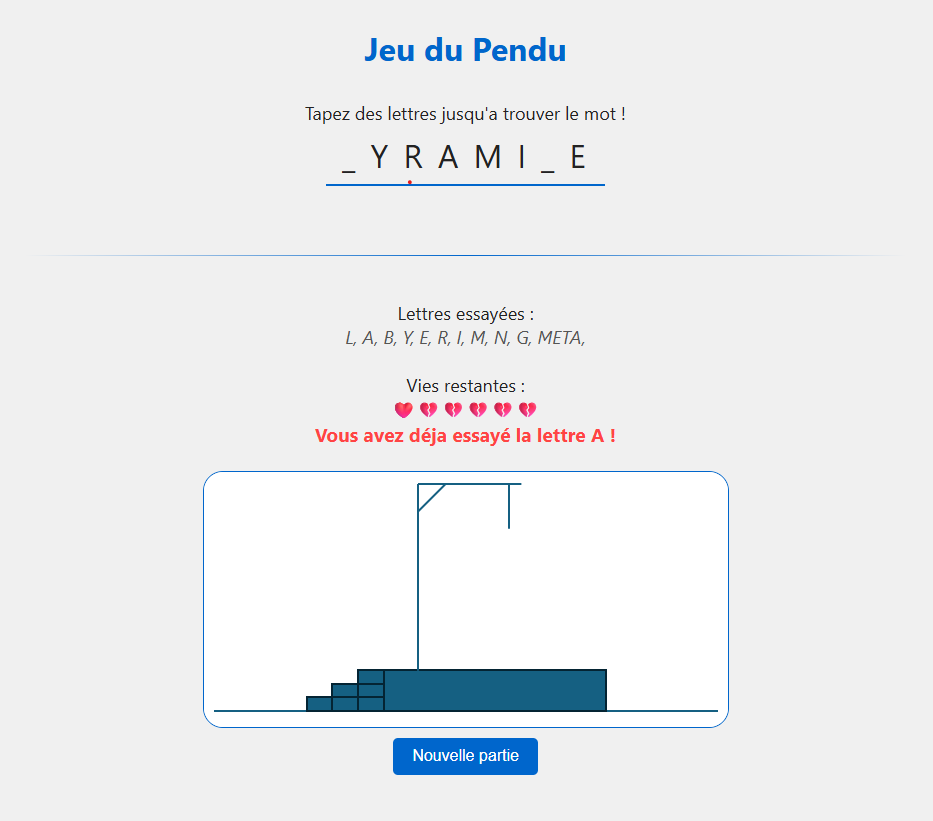 Jeu du Pendu
Tapez des lettres jusqu'a trouver le mot !
_ Y R A M I _ E
Lettres essayées :
L, A, B, Y, E, R, I, M, N, G, META,
Vies restantes :
Vous avez déja essayé la lettre A !
Nouvelle partie